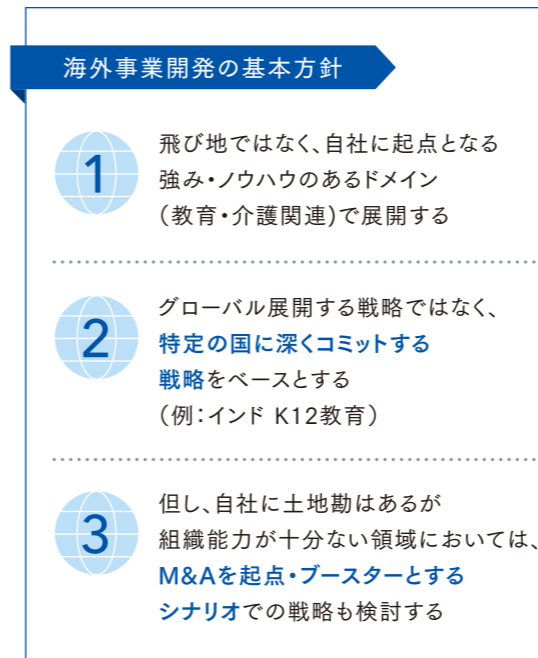 海外事業開発の基本方針
1
飛び地ではなく、自社に起点となる
強み・ノウハウのあるドメイン
（教育・介護関連）で展開する
2
グローバル展開する戦略ではなく、
特定の国に深くコミットする
戦略をベースとする
（例：インド K12教育）
3
但し、自社に土地勘はあるが
組織能力が十分ない領域においては、
M&Aを起点・ブースターとする
シナリオでの戦略も検討する